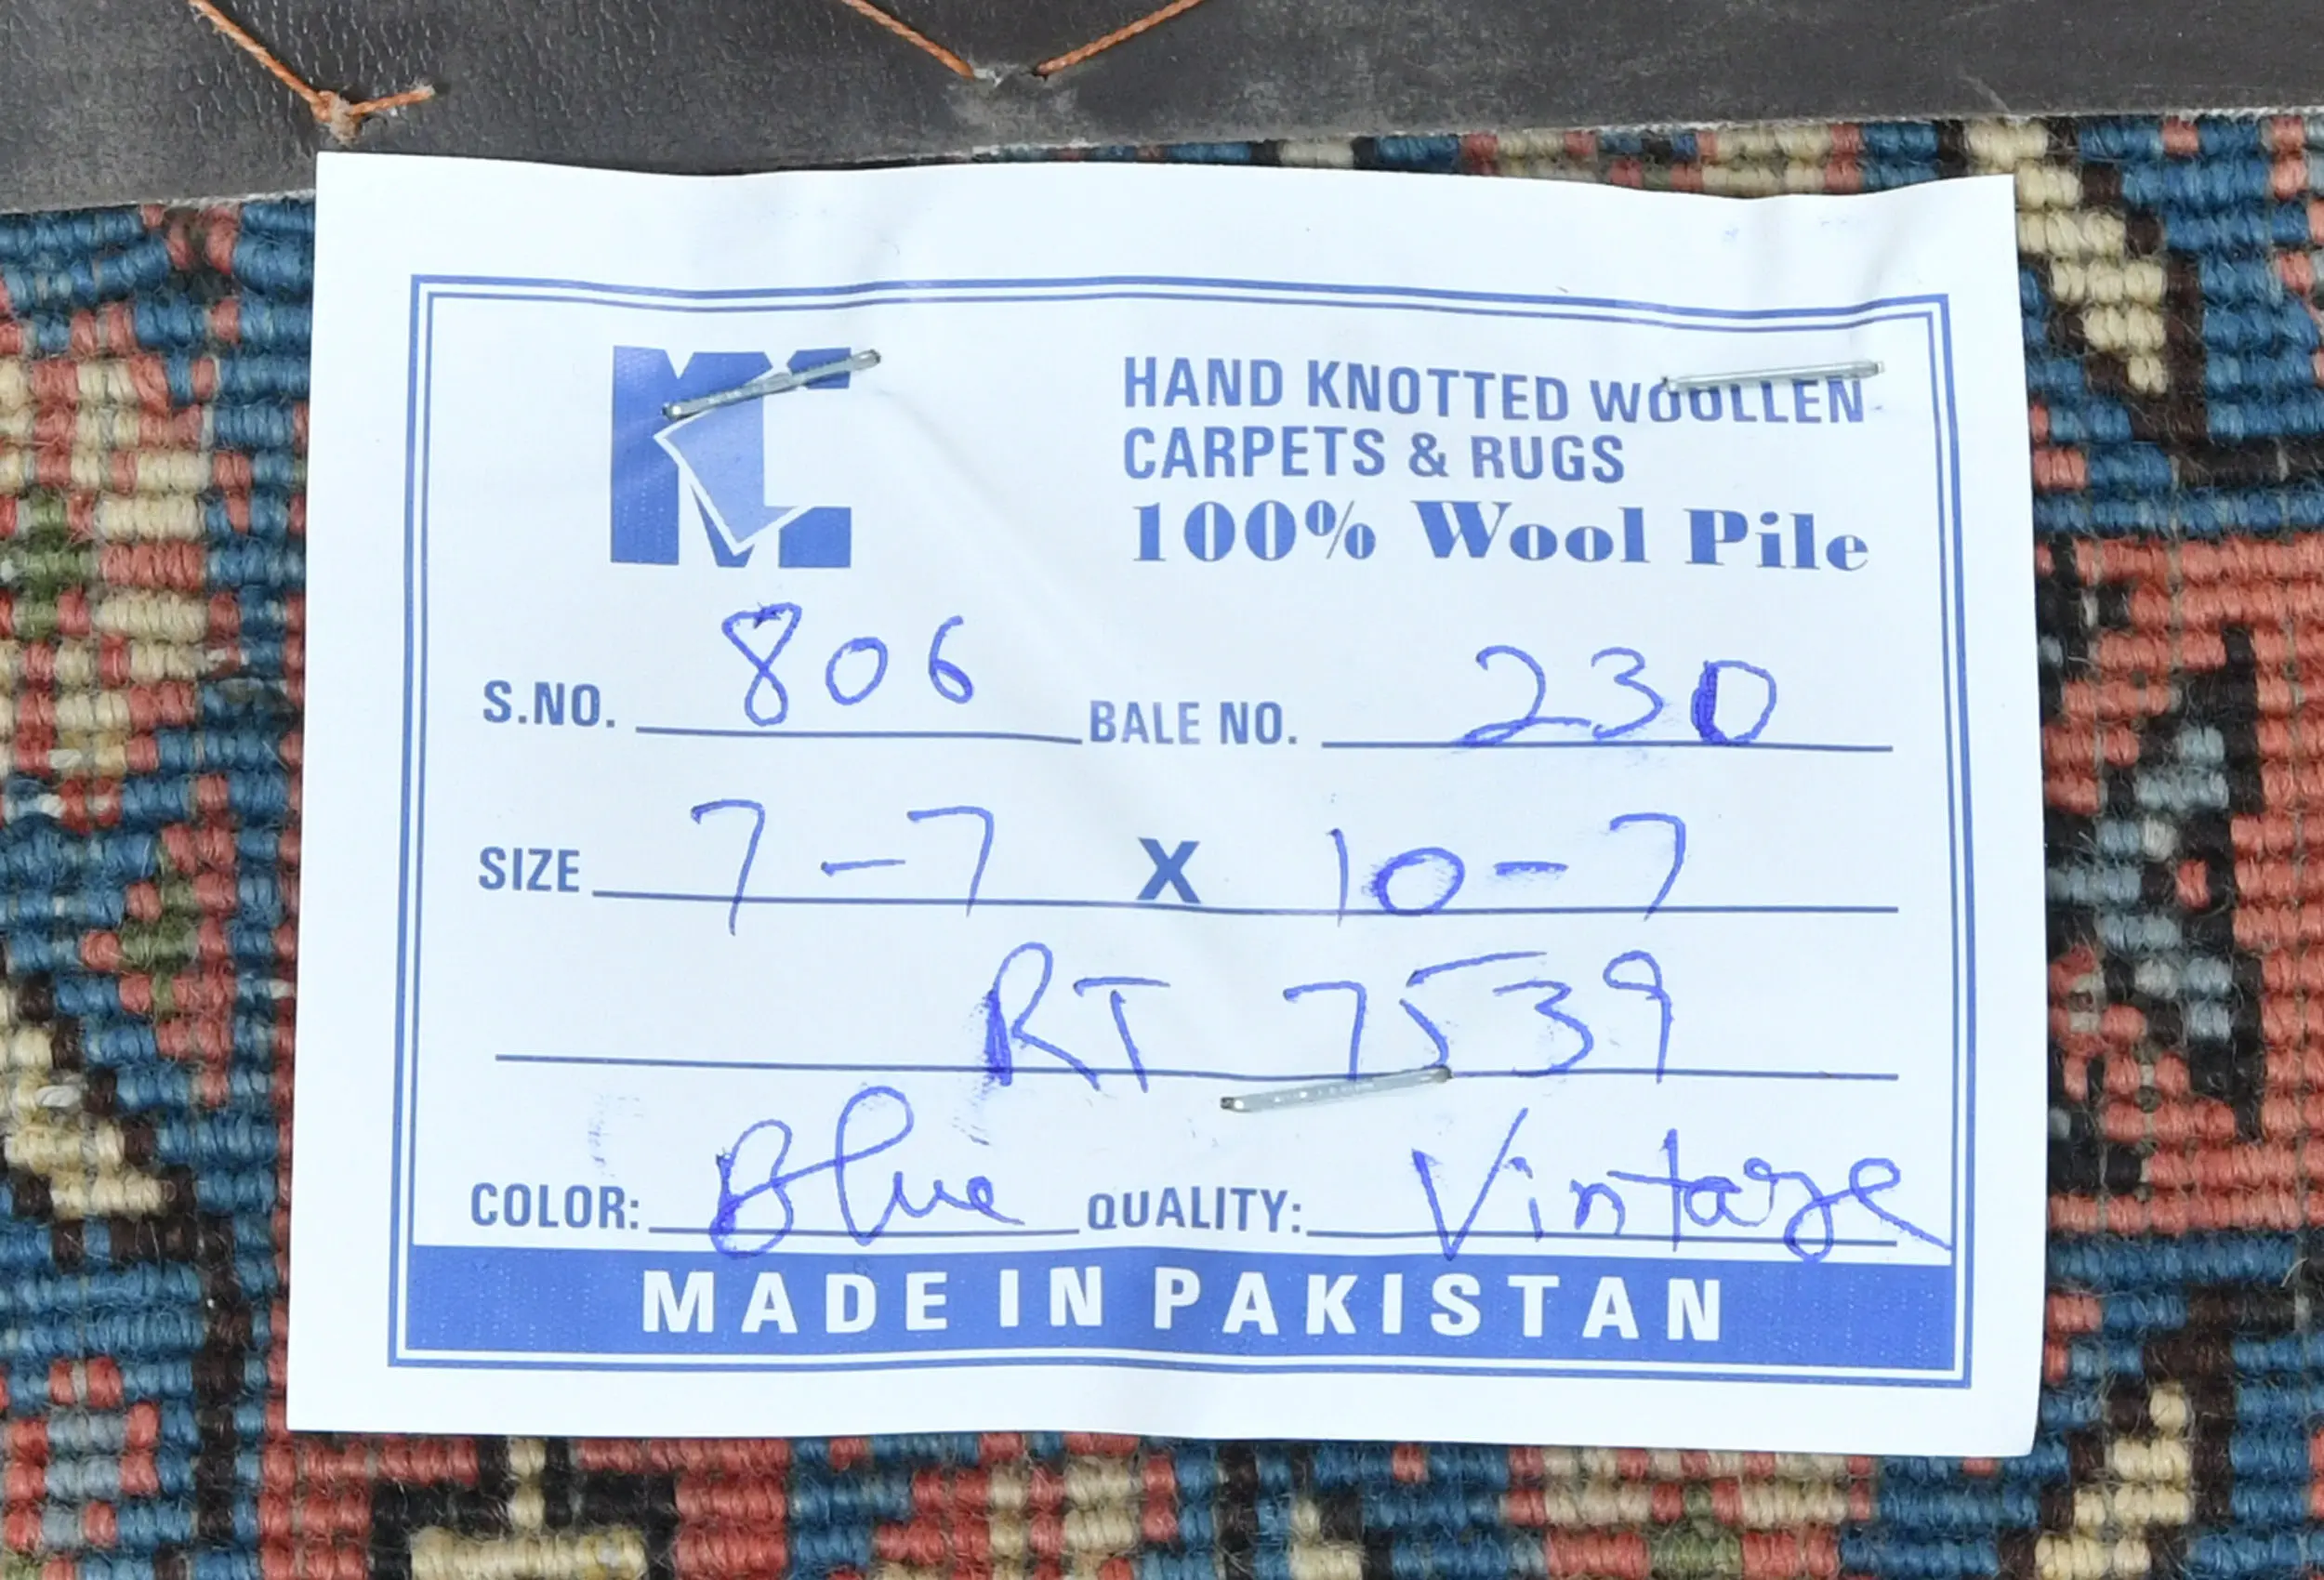 MC
HAND KNOTTED WOOLLEN
CARPETS & RUGS
100% Wool Pile
S.NO. 806 BALE NO. 230
SIZE 7-7 X 10-7
RT 7539
COLOR: Blue QUALITY: Vintage
MADE IN PAKISTAN